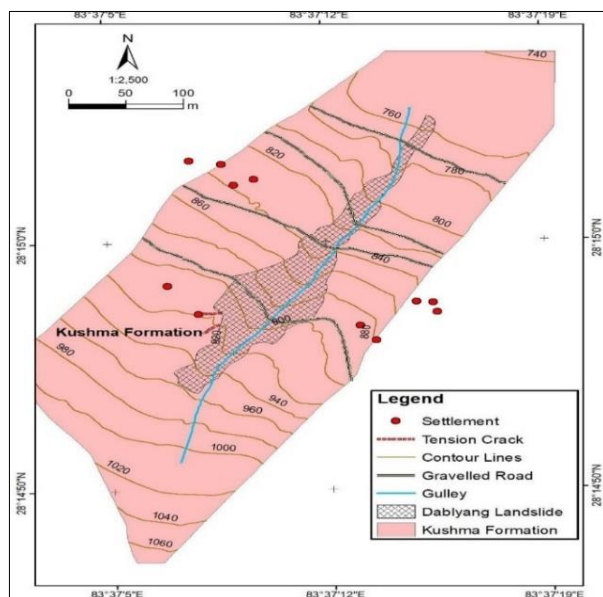 83°37'5"E 83°37'12"E 83°37'19"E
N
1:2,500
0 50 100
m
740
760
780
820
800
860
840
28°15'0"N 28°15'0"N
Kushma Formation
900
880
980
940
960
1000
1020
1040
1060
28°14'50"N 28°14'50"N
Legend
Settlement
Tension Crack
Contour Lines
Gravelled Road
Gulley
Dablyang Landslide
Kushma Formation
83°37'5"E 83°37'12"E 83°37'19"E